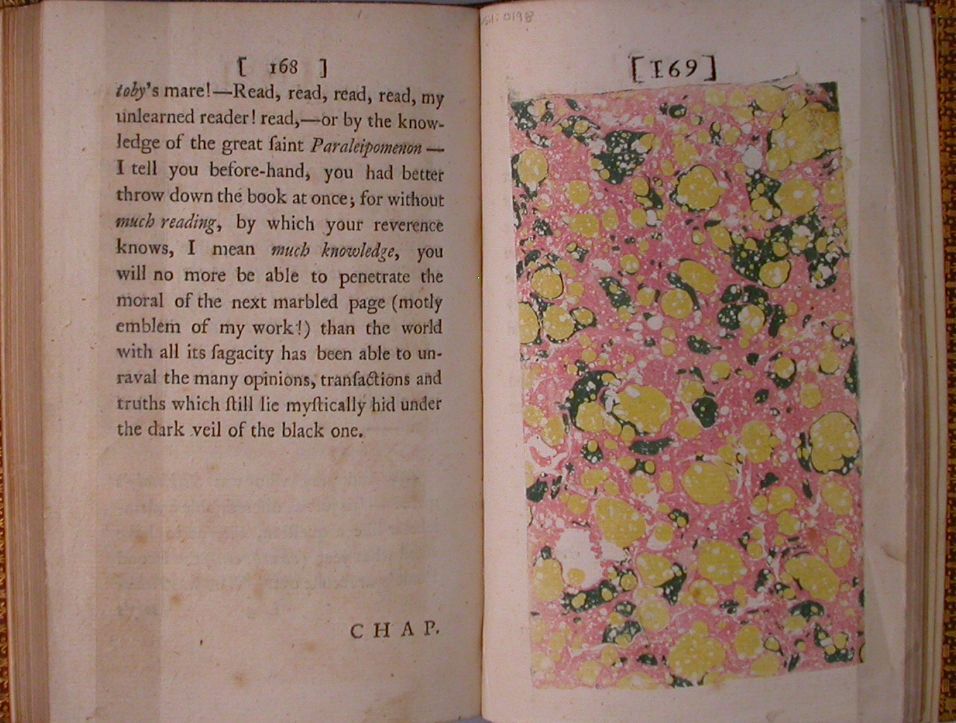 [ 168 ]
toby's mare!—Read, read, read, read, my
unlearned reader! read,—or by the know-
ledge of the great ſaint Paraleipomenon —
I tell you before-hand, you had better
throw down the book at once; for without
much reading, by which your reverence
knows, I mean much knowledge, you
will no more be able to penetrate the
moral of the next marbled page (motly
emblem of my work!) than the world
with all its ſagacity has been able to un-
raval the many opinions, tranſactions and
truths which ſtill lie myſtically hid under
the dark veil of the black one.
CHAP.
[169]